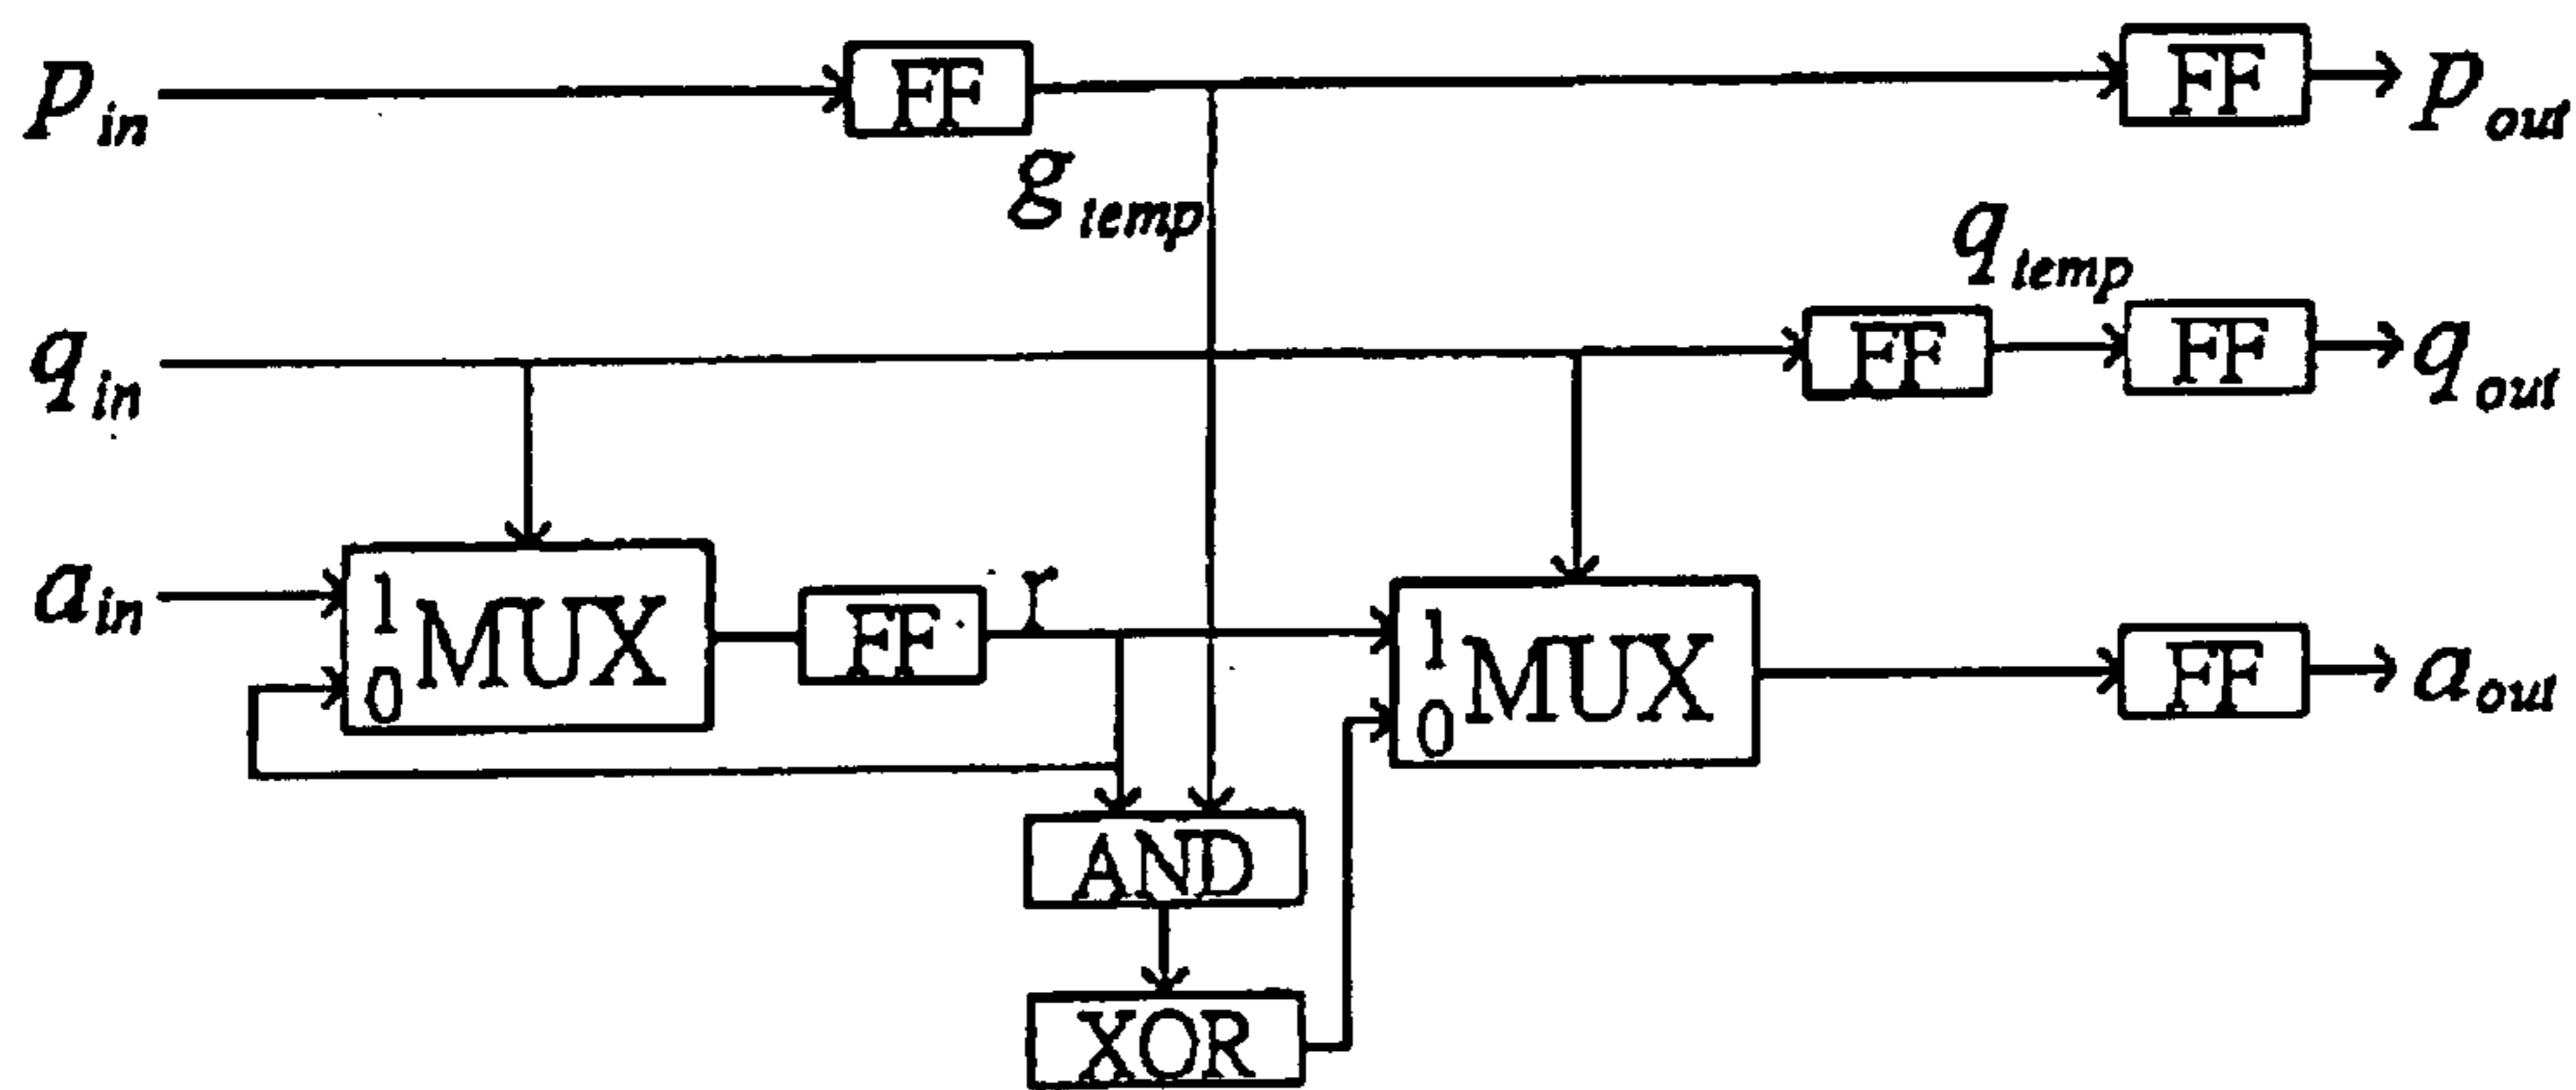 p_in FF FF p_out
g_temp
q_temp
q_in FF FF q_out
a_in 1 MUX FF r 1 MUX FF a_out
0 0
AND
XOR